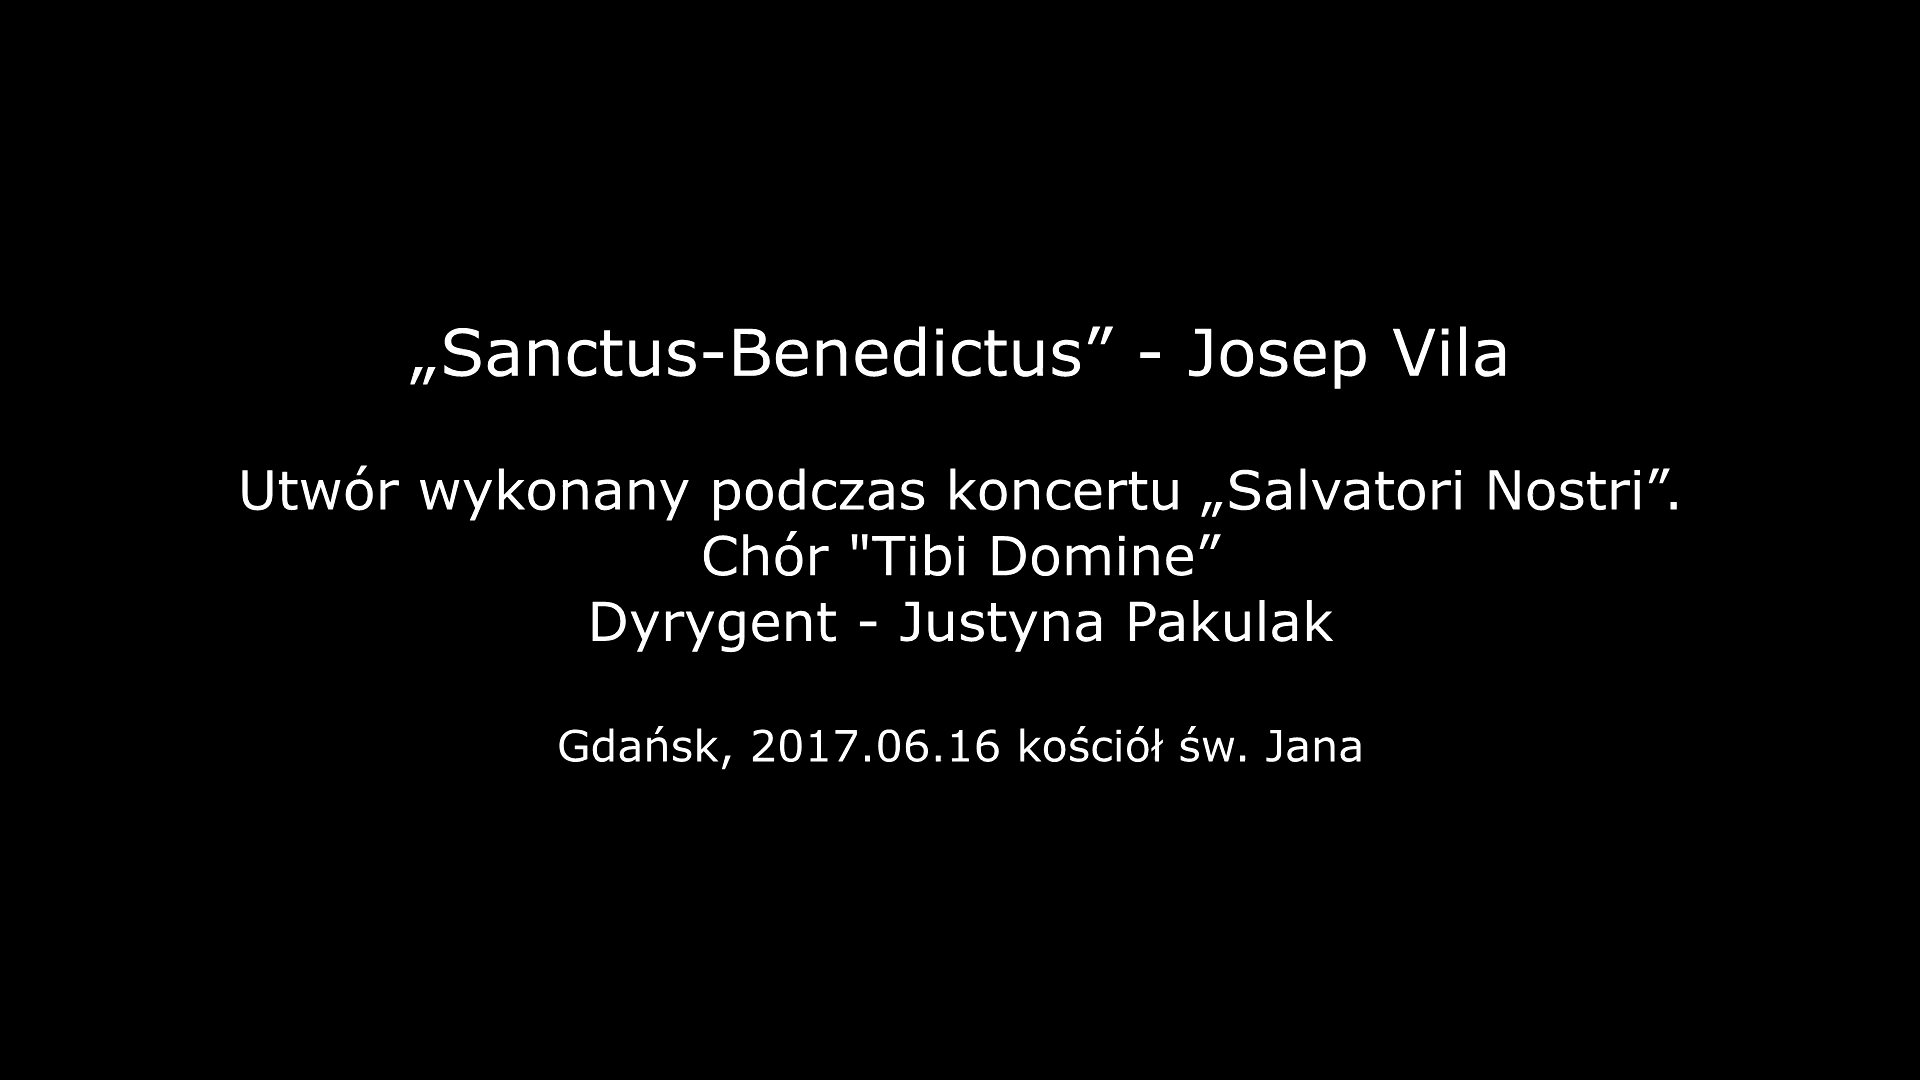 „Sanctus-Benedictus” - Josep Vila
Utwór wykonany podczas koncertu „Salvatori Nostri”.
Chór "Tibi Domine”
Dyrygent - Justyna Pakulak
Gdańsk, 2017.06.16 kościół św. Jana